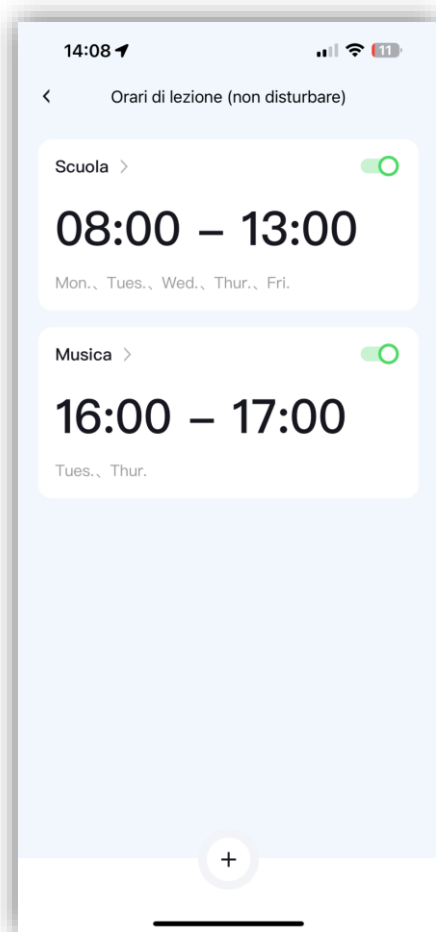 14:08 11
Orari di lezione (non disturbare)
Scuola >
08:00 – 13:00
Mon.、Tues.、Wed.、Thur.、Fri.
Musica >
16:00 – 17:00
Tues.、Thur.
+